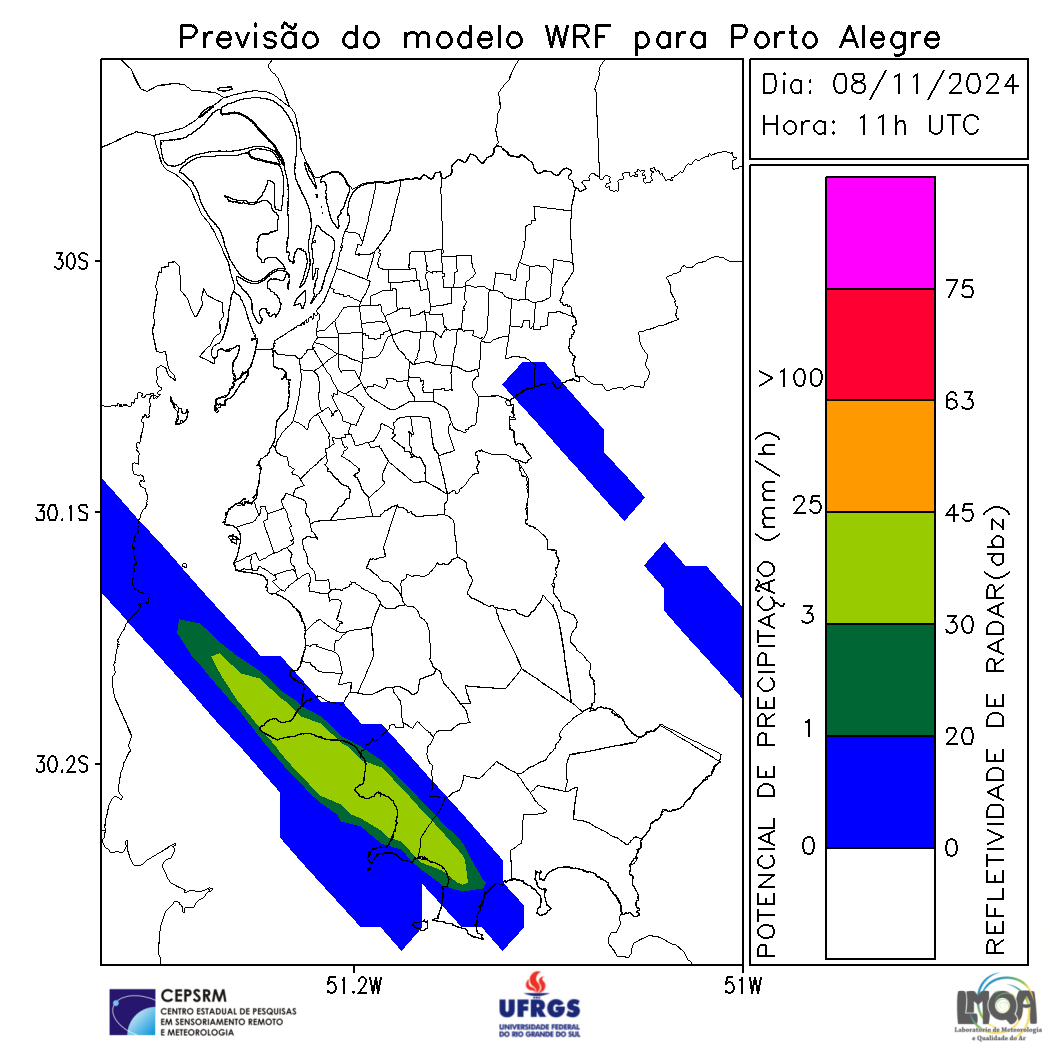 Previsão do modelo WRF para Porto Alegre
Dia: 08/11/2024
Hora: 11h UTC
30S
30.1S
30.2S
51.2W
51W
POTENCIAL DE PRECIPITAÇÃO (mm/h)
>100
25
3
1
0
75
63
45
30
20
0
REFLETIVIDADE DE RADAR(dbz)
CEPSRM
CENTRO ESTADUAL DE PESQUISAS
EM SENSORIAMENTO REMOTO
E METEOROLOGIA
UFRGS
UNIVERSIDADE FEDERAL
DO RIO GRANDE DO SUL
LMQA
Laboratório de Meteorologia
e Qualidade do Ar